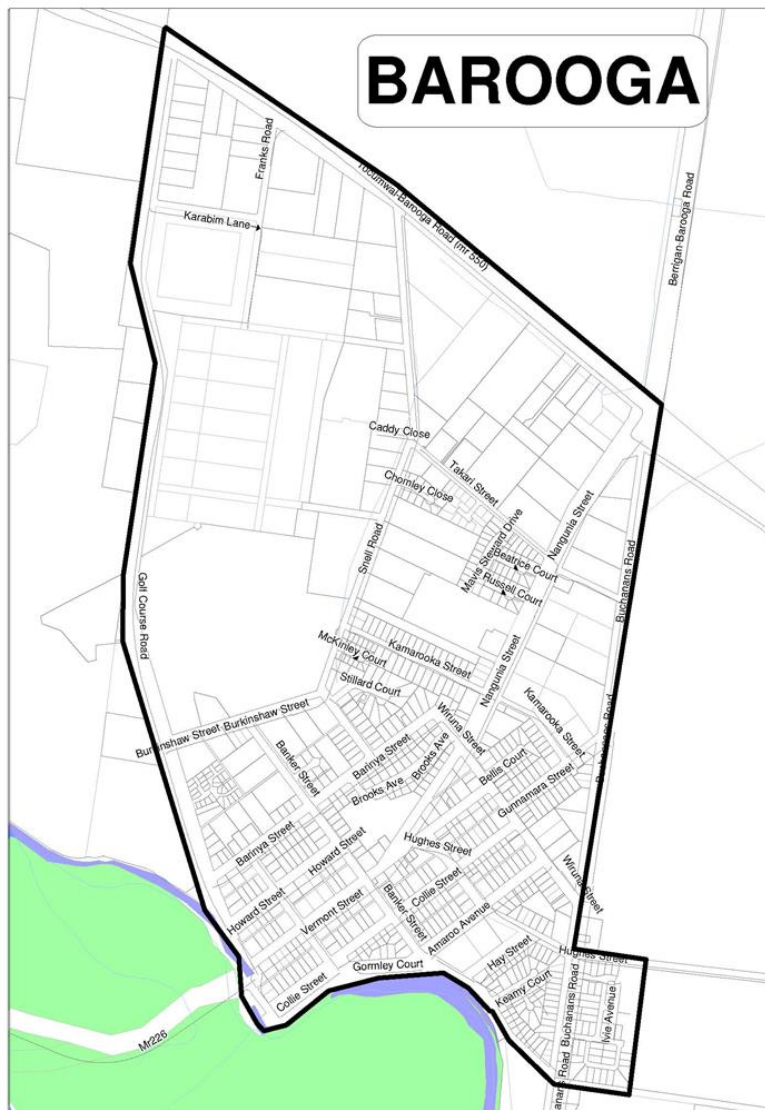 BAROOGA
Franks Road
Tocumwal-Barooga Road (mr 550)
Karabim Lane
Berrigan-Barooga Road
Caddy Close
Takari Street
Chomley Close
Nangunia Street
Mavis Steward Drive
Snell Road
Beatrice Court
Russell Court
Buchanans Road
Golf Course Road
McKinley Court
Kamarooka Street
Stillard Court
Nangunia Street
Kamarooka Street
Burkinshaw Street
Burkinshaw Street
Wiruna Street
Buchanans Road
Banker Street
Barinya Street
Brooks Ave
Brooks Ave
Bellis Court
Gunnamara Street
Barinya Street
Howard Street
Hughes Street
Wiruna Street
Collie Street
Howard Street
Vermont Street
Banker Street
Amaroo Avenue
Hay Street
Hughes Street
Gormley Court
Keamy Court
Collie Street
Buchanans Road
Ivie Avenue
Mr226
anans Road